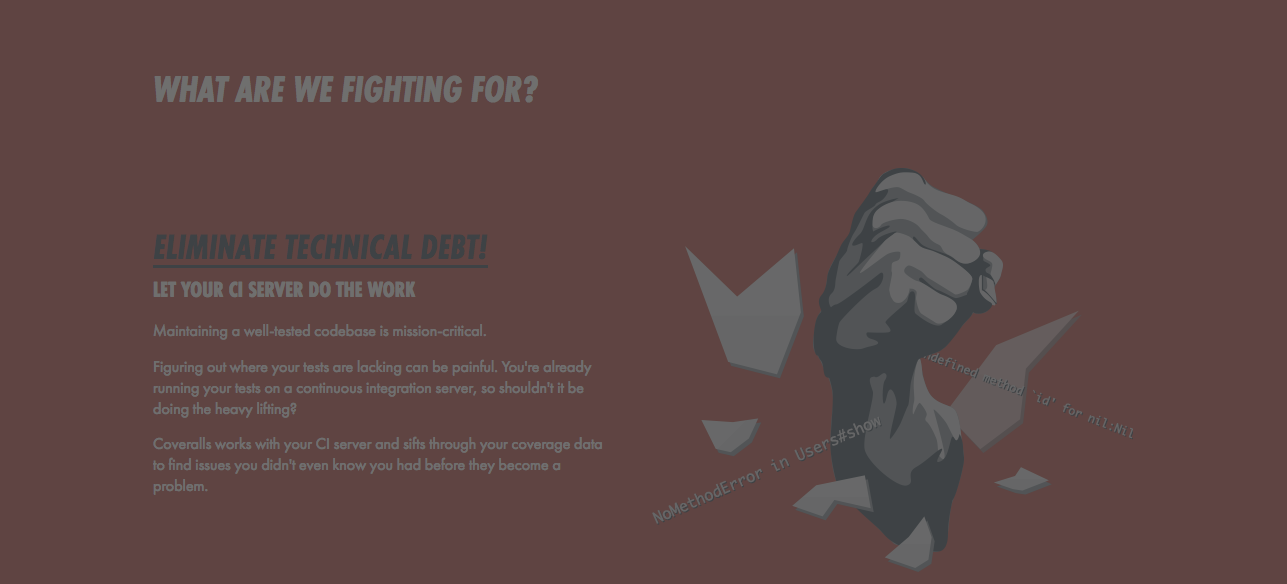 WHAT ARE WE FIGHTING FOR?
ELIMINATE TECHNICAL DEBT!
LET YOUR CI SERVER DO THE WORK
Maintaining a well-tested codebase is mission-critical.
Figuring out where your tests are lacking can be painful. You're already
running your tests on a continuous integration server, so shouldn't it be
doing the heavy lifting?
Coveralls works with your CI server and sifts through your coverage data
to find issues you didn't even know you had before they become a
problem.
ndefined method 'id' for nil:Nil
NoMethodError in Users#show